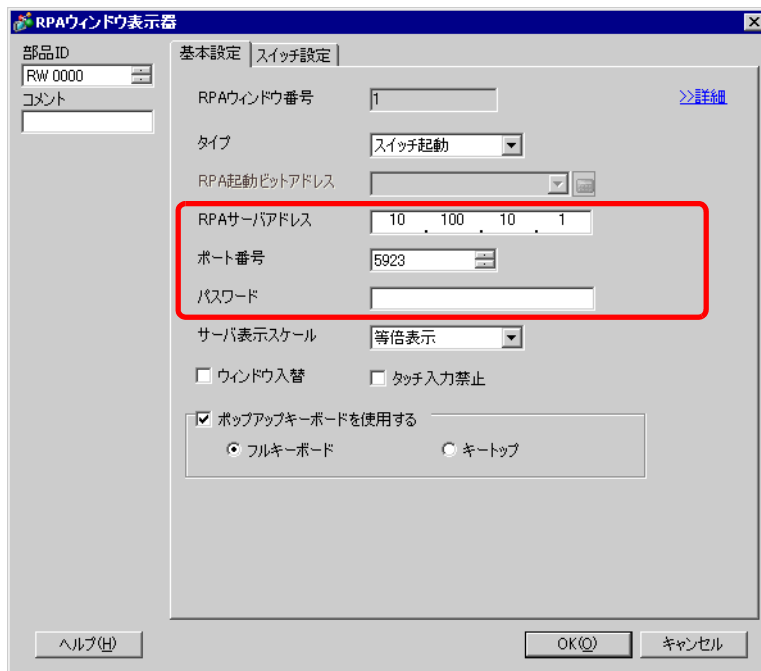 RPAウィンドウ表示器
部品ID
RW 0000
コメント
基本設定 スイッチ設定
RPAウィンドウ番号 1 >>詳細
タイプ スイッチ起動
RPA起動ビットアドレス
RPAサーバアドレス 10 . 100 . 10 . 1
ポート番号 5923
パスワード
サーバ表示スケール 等倍表示
ウィンドウ入替 タッチ入力禁止
ポップアップキーボードを使用する
フルキーボード キートップ
ヘルプ(H) OK(O) キャンセル